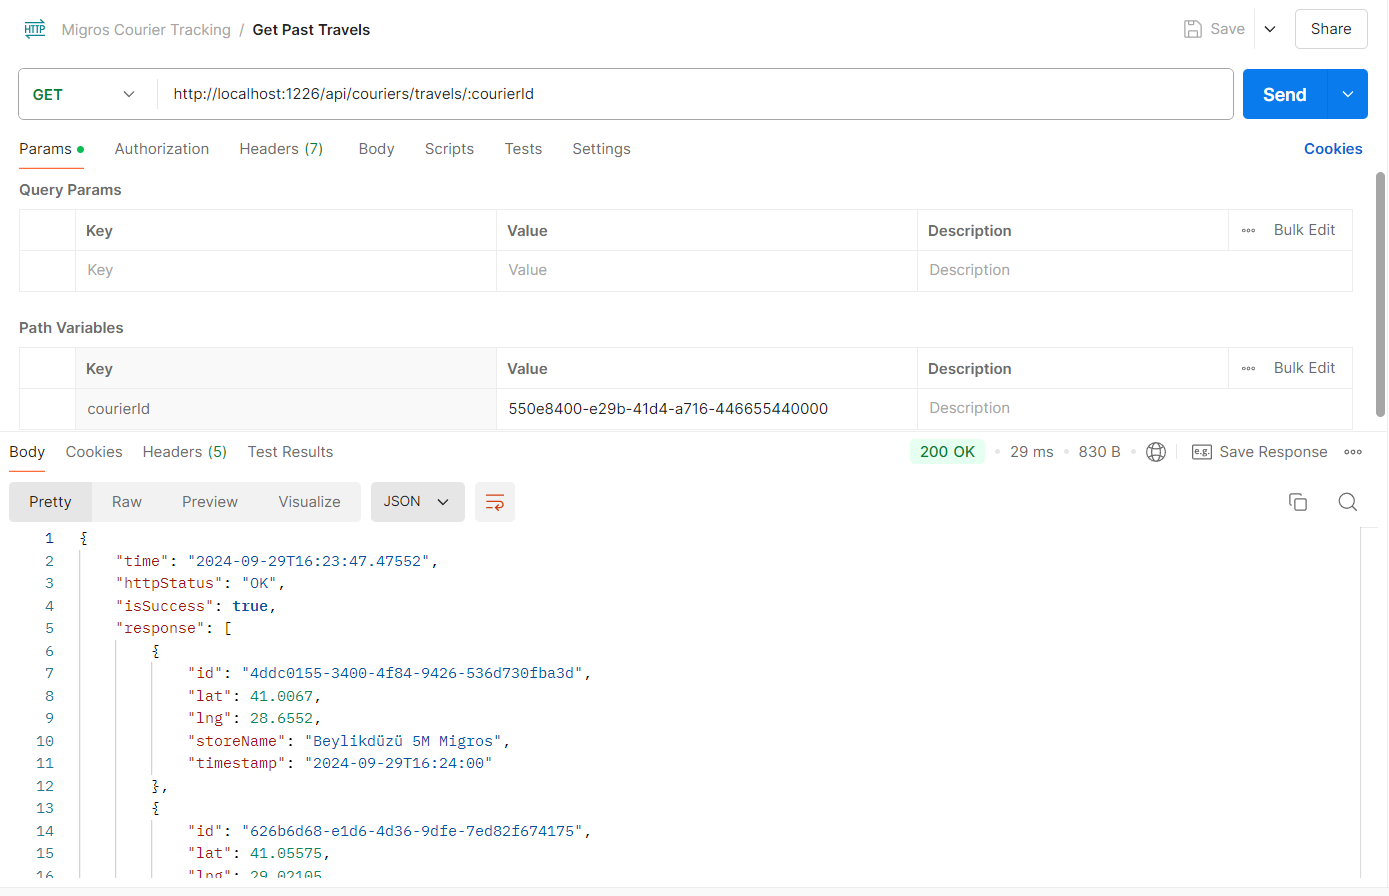 HTTP Migros Courier Tracking / Get Past Travels Save Share
GET http://localhost:1226/api/couriers/travels/:courierId Send
Params Authorization Headers (7) Body Scripts Tests Settings Cookies
Query Params
Key Value Description Bulk Edit
Key Value Description
Path Variables
Key Value Description Bulk Edit
courierId 550e8400-e29b-41d4-a716-446655440000 Description
Body Cookies Headers (5) Test Results 200 OK 29 ms 830 B e.g. Save Response
Pretty Raw Preview Visualize JSON
1 {
2 "time": "2024-09-29T16:23:47.47552",
3 "httpStatus": "OK",
4 "isSuccess": true,
5 "response": [
6 {
7 "id": "4ddc0155-3400-4f84-9426-536d730fba3d",
8 "lat": 41.0067,
9 "lng": 28.6552,
10 "storeName": "Beylikdüzü 5M Migros",
11 "timestamp": "2024-09-29T16:24:00"
12 },
13 {
14 "id": "626b6d68-e1d6-4d36-9dfe-7ed82f674175",
15 "lat": 41.05575,
16 "lng": 29.02105